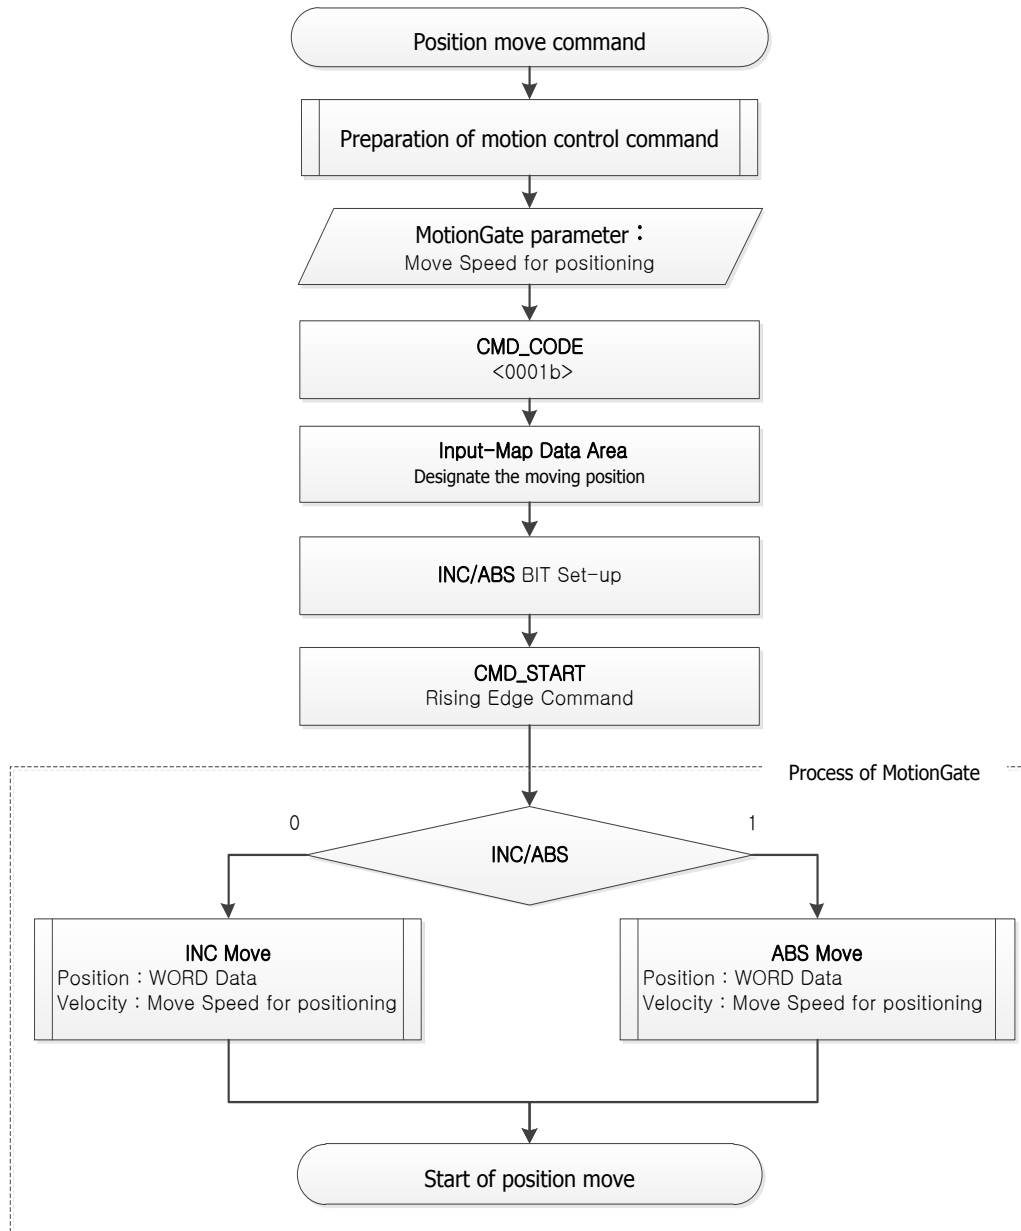 Position move command
Preparation of motion control command
MotionGate parameter :
Move Speed for positioning
CMD_CODE
<0001b>
Input-Map Data Area
Designate the moving position
INC/ABS BIT Set-up
CMD_START
Rising Edge Command
Process of MotionGate
0
1
INC/ABS
INC Move
Position : WORD Data
Velocity : Move Speed for positioning
ABS Move
Position : WORD Data
Velocity : Move Speed for positioning
Start of position move